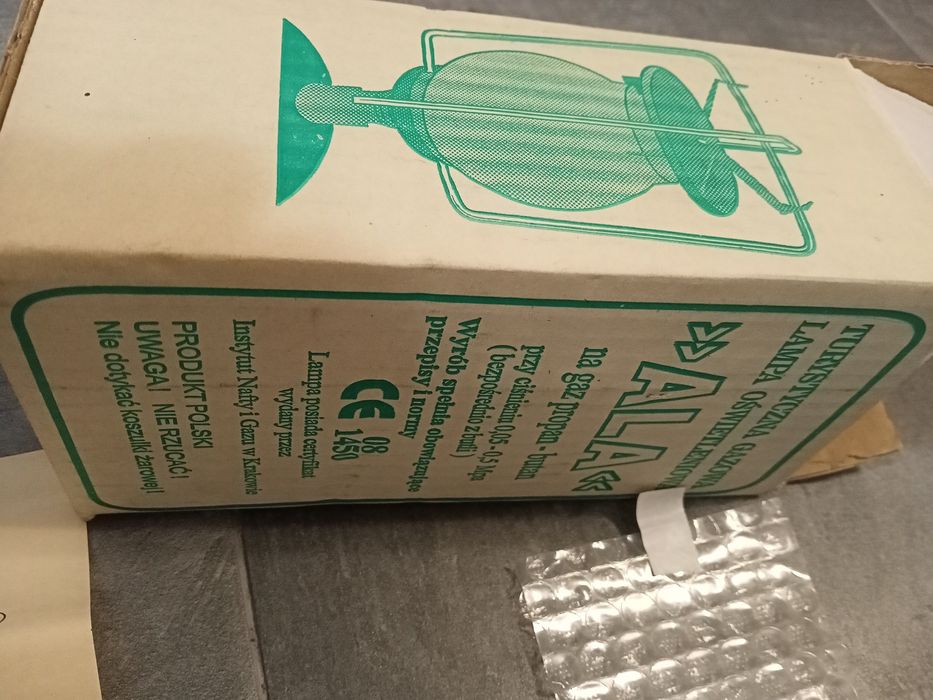 TURYSTYCZNA GAZOWA
LAMPA OŚWIETLENIOWA
»ALA«
na gaz propan - butan
przy ciśnieniu 0,05 - 0,5 Mpa
( bezpośrednio z butli )
Wyrób spełnia obowiązujące
przepisy i normy
CE 08
1450
Lampa posiada certyfikat
wydany przez
Instytut Nafty i Gazu w Krakowie
PRODUKT POLSKI
UWAGA! NIE RZUCAĆ!
Nie dotykać koszulki żarowej!